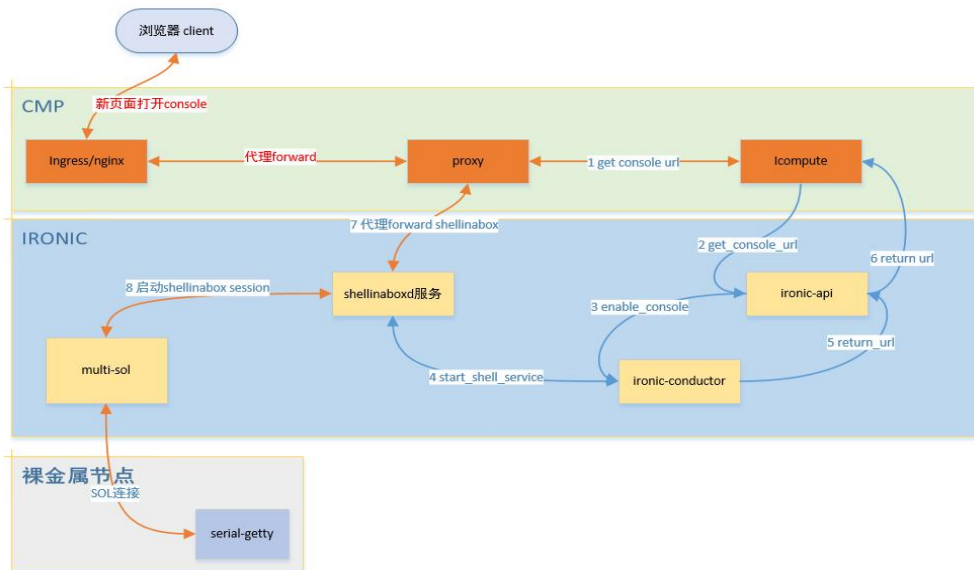 浏览器 client
新页面打开console
CMP
Ingress/nginx
代理forward
proxy
1 get console url
Icompute
7 代理forward shellinabox
2 get_console_url
IRONIC
6 return url
8 启动shellinabox session
shellinaboxd服务
3 enable_console
ironic-api
5 return_url
multi-sol
4 start_shell_service
ironic-conductor
裸金属节点
SOL连接
serial-getty